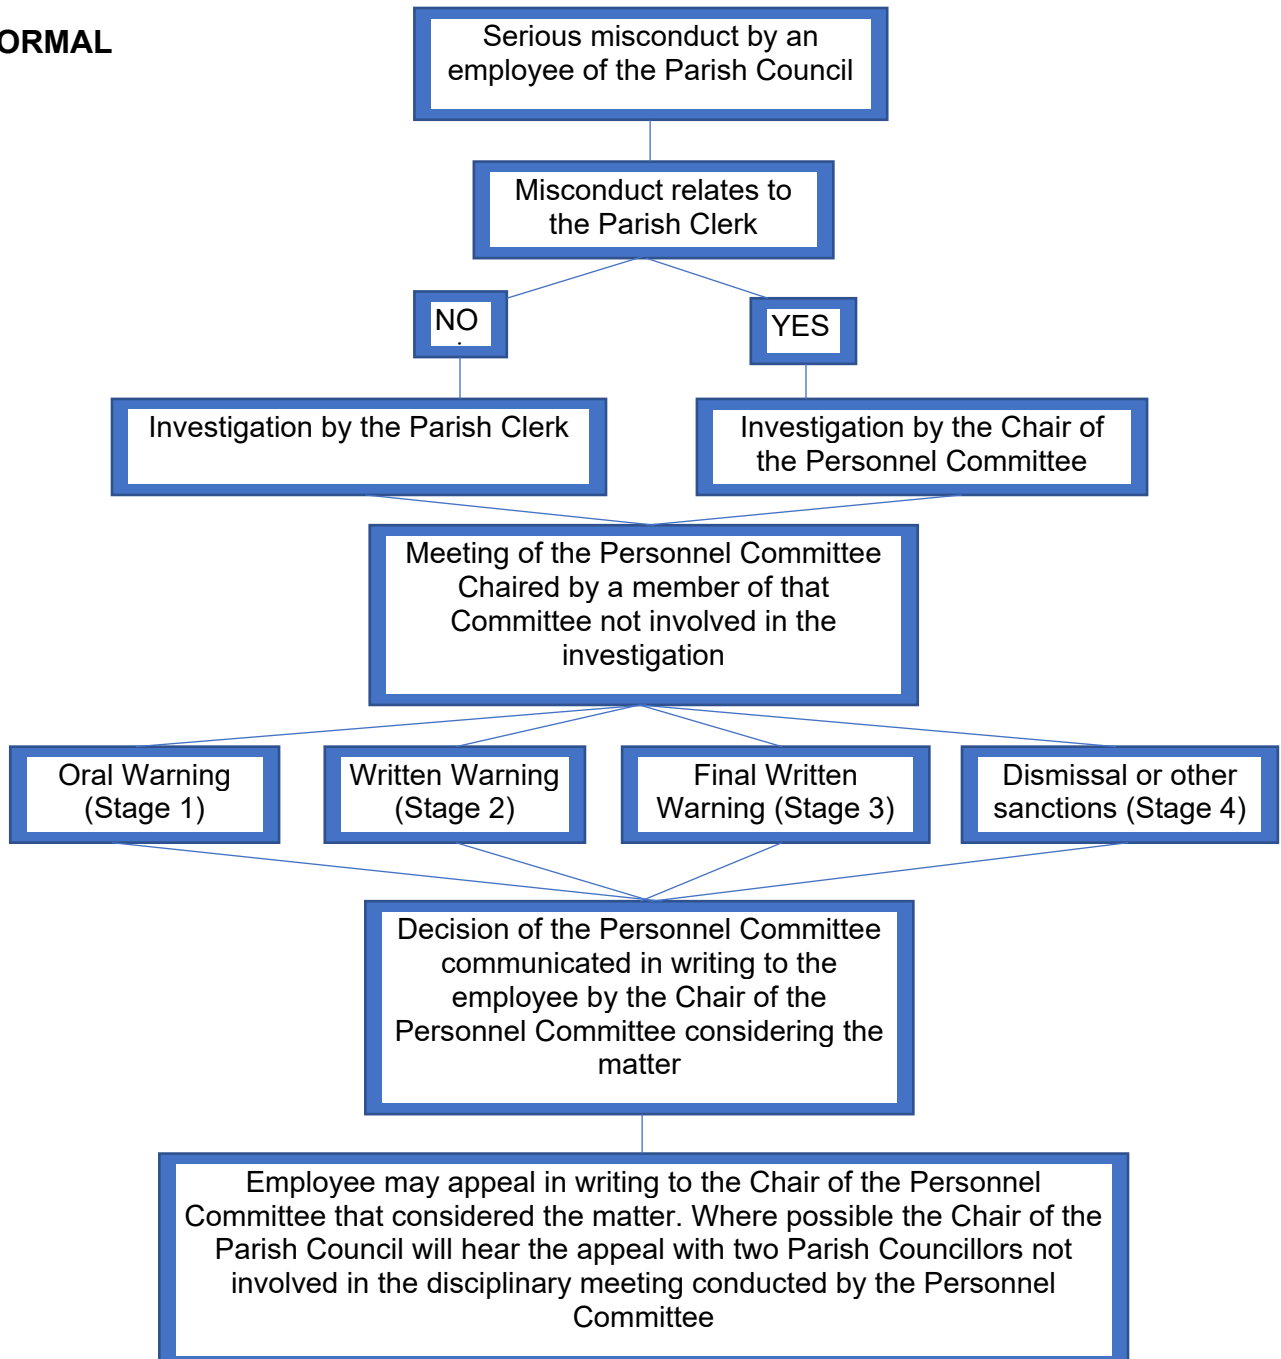 ORMAL
Serious misconduct by an
employee of the Parish Council
Misconduct relates to
the Parish Clerk
NO
.
YES
Investigation by the Parish Clerk
Investigation by the Chair of
the Personnel Committee
Meeting of the Personnel Committee
Chaired by a member of that
Committee not involved in the
investigation
Oral Warning
(Stage 1)
Written Warning
(Stage 2)
Final Written
Warning (Stage 3)
Dismissal or other
sanctions (Stage 4)
Decision of the Personnel Committee
communicated in writing to the
employee by the Chair of the
Personnel Committee considering the
matter
Employee may appeal in writing to the Chair of the Personnel
Committee that considered the matter. Where possible the Chair of the
Parish Council will hear the appeal with two Parish Councillors not
involved in the disciplinary meeting conducted by the Personnel
Committee